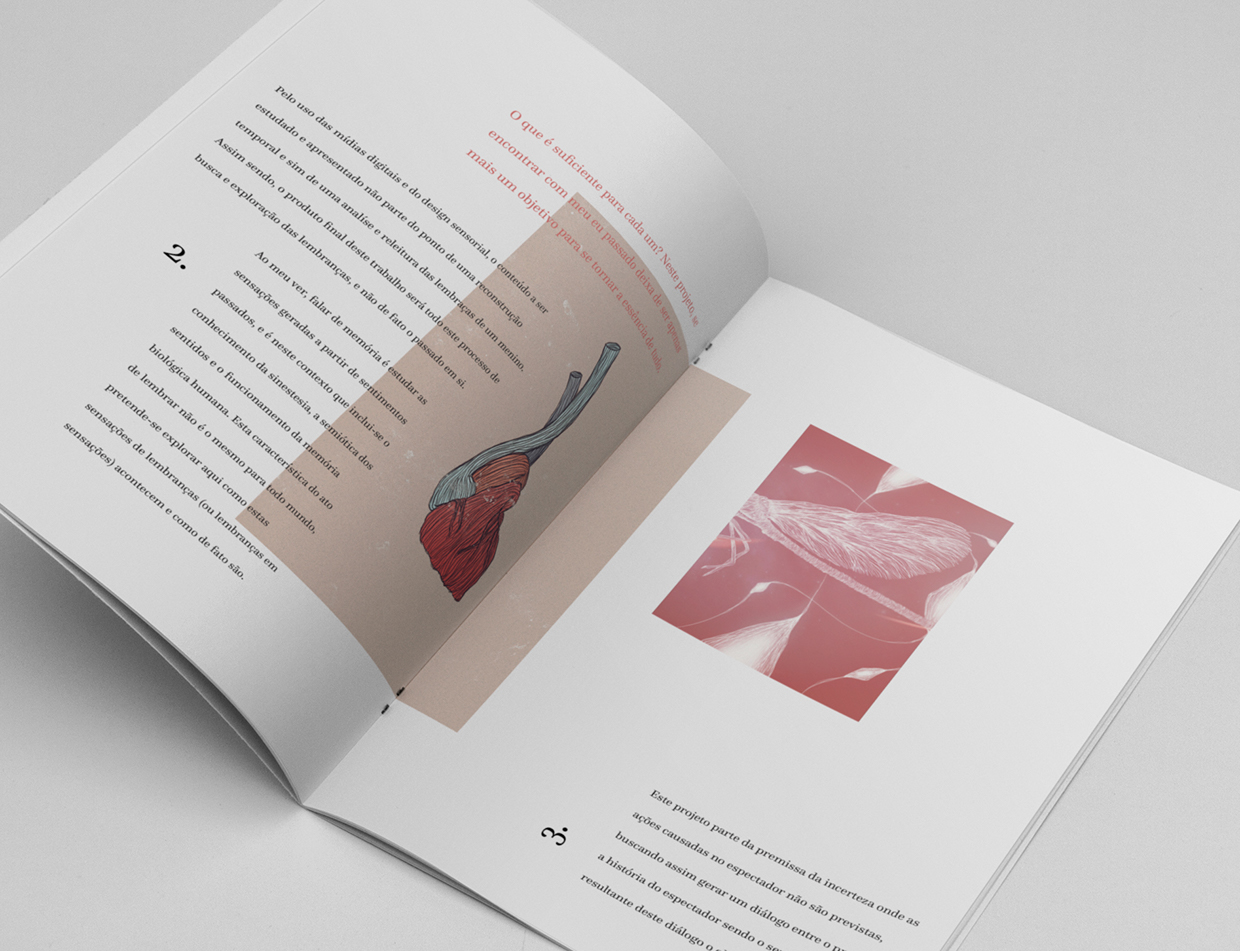 Pelo uso das mídias digitais e do design sensorial, o conteúdo a ser
estudado e apresentado não parte do ponto de uma reconstrução
temporal e sim de uma analíse e releitura das lembraças de um menino.
Assim sendo, o produto final deste trabalho será todo este processo de
busca e exploração das lembranças, e não de fato o passado em si.
O que é suficiente para cada um? Neste projeto, se
encontrar com meu eu passado deixa de ser apenas
mais um objetivo para se tornar a essência de tudo.
2.
Ao meu ver, falar de memória é estudar as
sensações geradas a partir de sentimentos
passados, e é neste contexto que inclui-se o
conhecimento da sinestesia, a semiótica dos
sentidos e o funcionamento da memória
biológica humana. Esta característica do ato
de lembrar não é o mesmo para todo mundo,
pretende-se explorar aqui como estas
sensações de lembranças (ou lembranças em
sensações) acontecem e como de fato são.
3.
Este projeto parte da premissa da incerteza onde as
ações causadas no espectador não são previstas,
buscando assim gerar um diálogo entre o
a história do espectador sendo o
resultante deste diálogo o